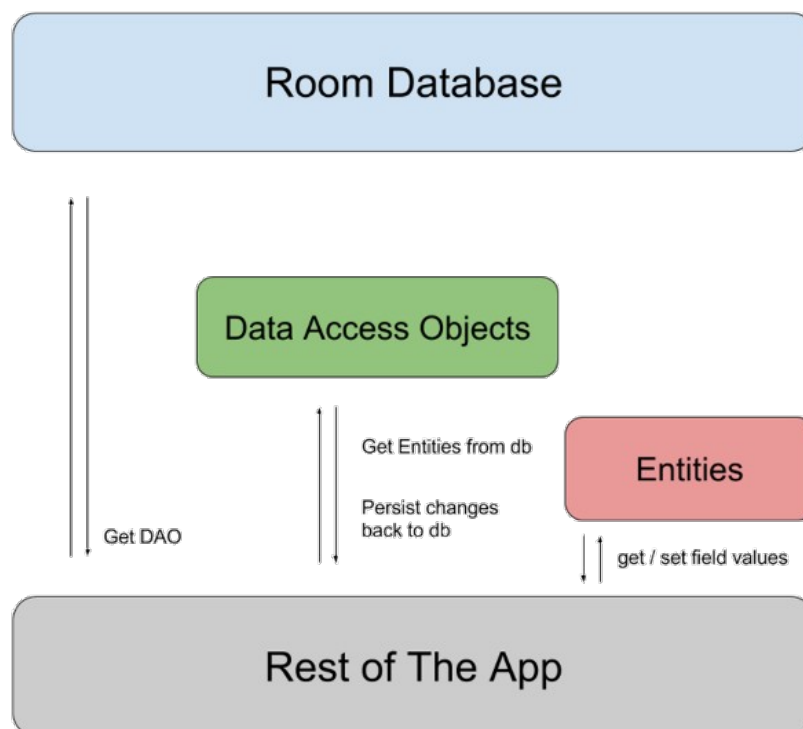 Room Database
Data Access Objects
Get Entities from db
Entities
Persist changes
back to db
Get DAO
get / set field values
Rest of The App